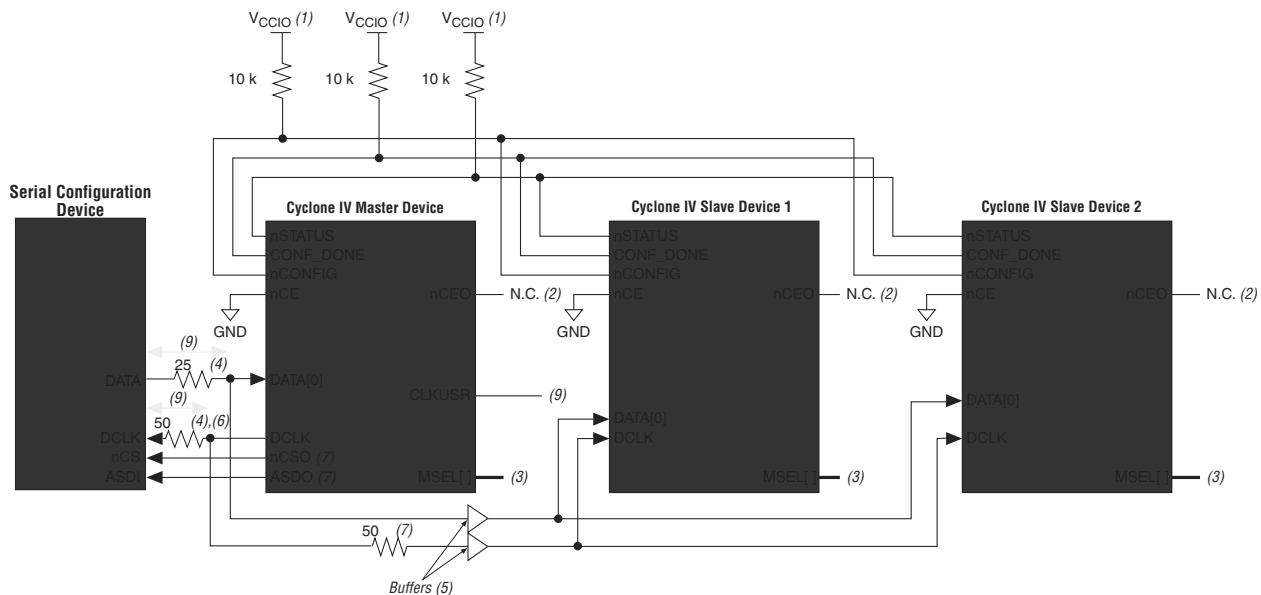 VCCIO (1) VCCIO (1) VCCIO (1)
10 k 10 k 10 k
Serial Configuration
Device
DATA
DCLK
nCS
ASDI
(9)
25 (4)
(9)
50 (4),(6)
Cyclone IV Master Device
nSTATUS
CONF_DONE
nCONFIG
nCE
nCEO N.C. (2)
GND
DATA[0]
CLKUSR (9)
DCLK
nCSO (7)
ASDO (7)
MSEL[ ] (3)
Cyclone IV Slave Device 1
nSTATUS
CONF_DONE
nCONFIG
nCE
nCEO N.C. (2)
GND
DATA[0]
DCLK
MSEL[ ] (3)
Cyclone IV Slave Device 2
nSTATUS
CONF_DONE
nCONFIG
nCE
nCEO N.C. (2)
GND
DATA[0]
DCLK
MSEL[ ] (3)
50 (7)
Buffers (5)